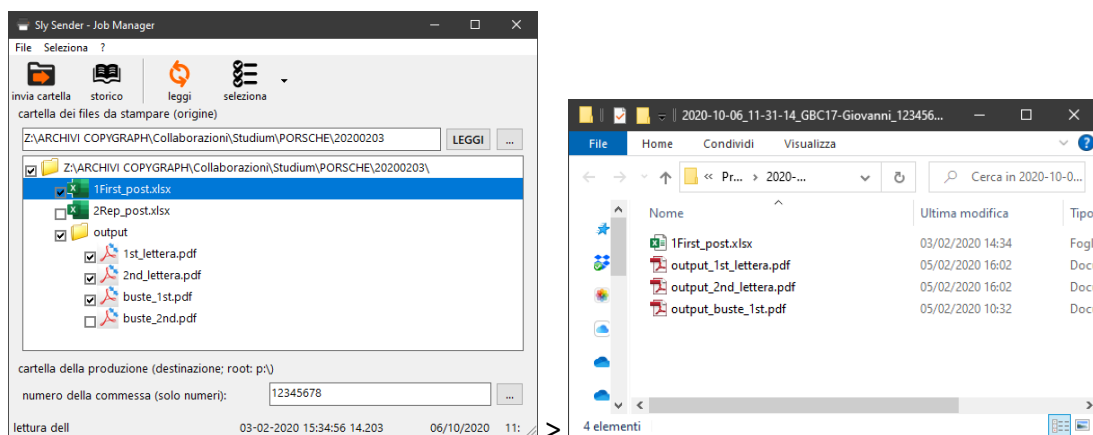 Sly Sender - Job Manager
File Seleziona ?
invia cartella storico leggi seleziona
cartella dei files da stampare (origine)
Z:\ARCHIVI COPYGRAPH\Collaborazioni\Studium\PORSCHE\20200203 LEGGI ...
Z:\ARCHIVI COPYGRAPH\Collaborazioni\Studium\PORSCHE\20200203\
1First_post.xlsx
2Rep_post.xlsx
output
1st_lettera.pdf
2nd_lettera.pdf
buste_1st.pdf
buste_2nd.pdf
cartella della produzione (destinazione; root: p:\)
numero della commessa (solo numeri): 12345678 ...
lettura dell 03-02-2020 15:34:56 14.203 06/10/2020 11:
>
2020-10-06_11-31-14_GBC17-Giovanni_123456...
File Home Condividi Visualizza
« Pr... > 2020-... Cerca in 2020-10-0...
Nome Ultima modifica Tipo
1First_post.xlsx 03/02/2020 14:34 Fogl
output_1st_lettera.pdf 05/02/2020 16:02 Doc
output_2nd_lettera.pdf 05/02/2020 16:02 Doc
output_buste_1st.pdf 05/02/2020 10:32 Doc
4 elementi